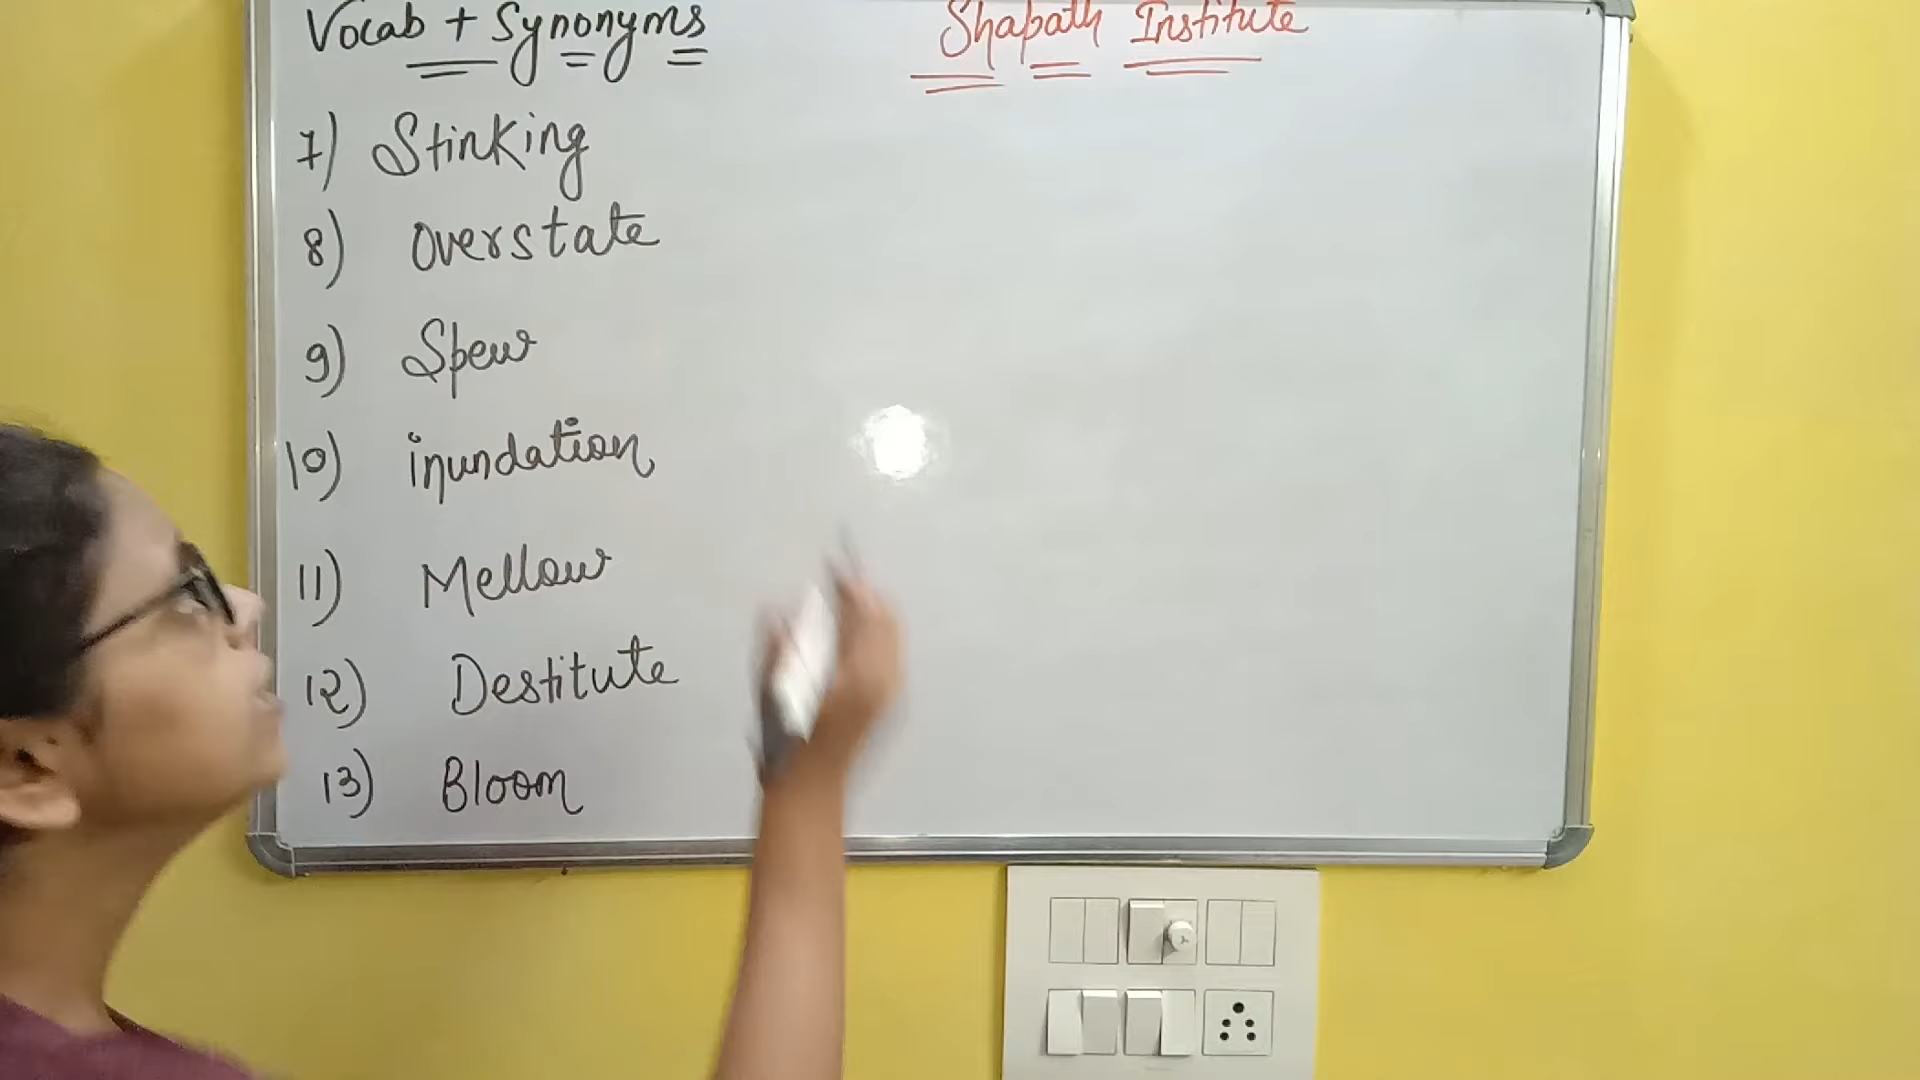 Vocab + Synonyms
Shapath Institute
7) Stinking
8) Overstate
9) Spew
10) inundation
11) Mellow
12) Destitute
13) Bloom